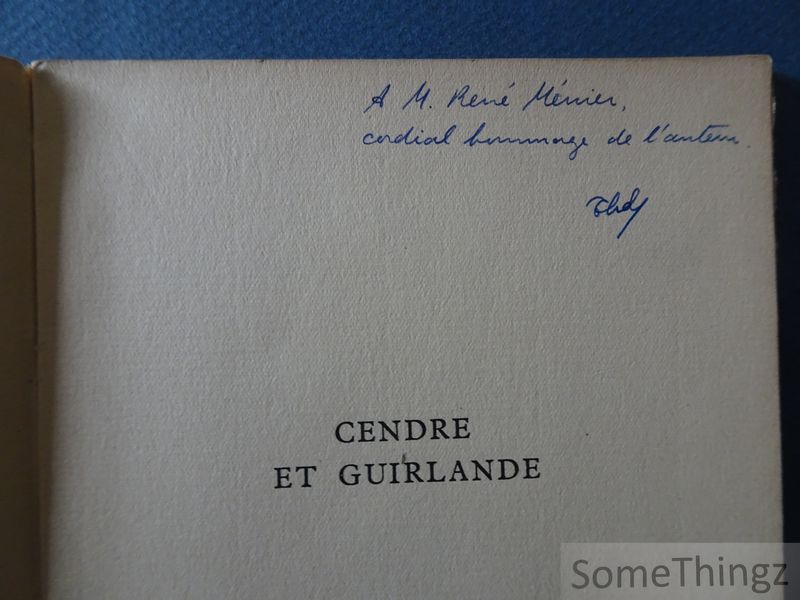 A M. René Ménier,
cordial hommage de l'auteur.
CENDRE
ET GUIRLANDE
SomeThingz